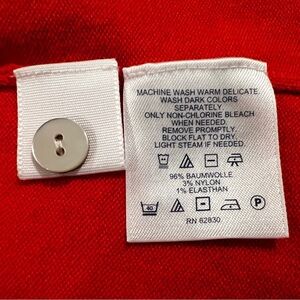 MACHINE WASH WARM DELICATE.
WASH DARK COLORS
SEPARATELY.
ONLY NON-CHLORINE BLEACH
WHEN NEEDED.
REMOVE PROMPTLY.
BLOCK FLAT TO DRY.
LIGHT STEAM IF NEEDED.
96% BAUMWOLLE
3% NYLON
1% ELASTHAN
40 P
RN 62830